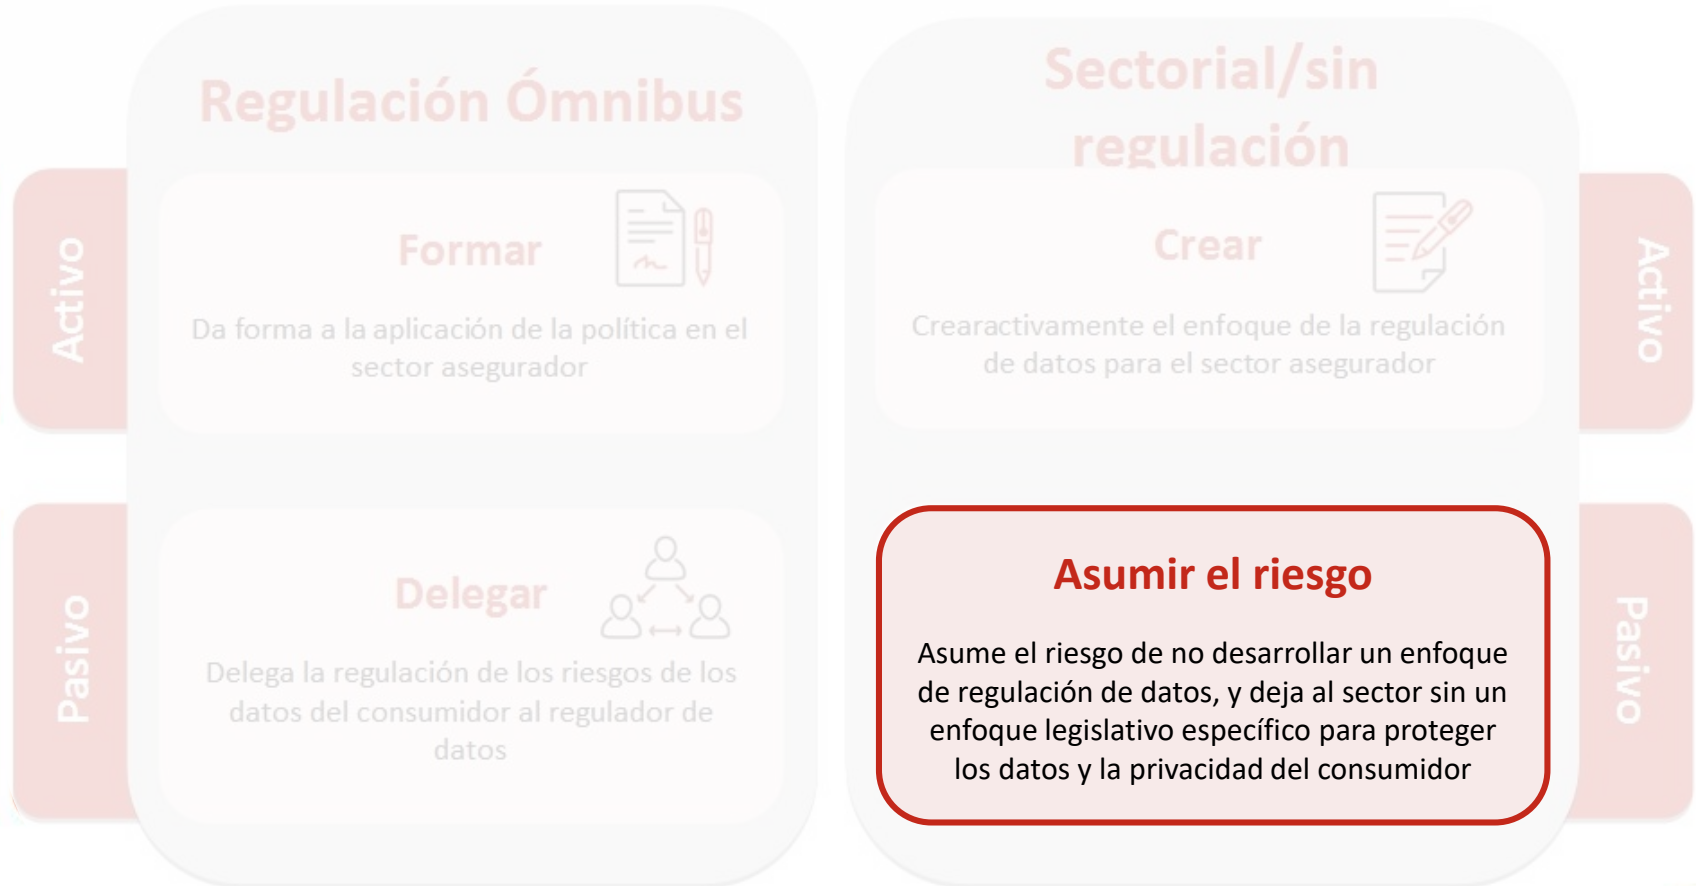 Regulación Ómnibus
Activo
Formar
Da forma a la aplicación de la política en el
sector asegurador
Pasivo
Delegar
Delega la regulación de los riesgos de los
datos del consumidor al regulador de
datos
Sectorial/sin
regulación
Activo
Crear
Crearactivamente el enfoque de la regulación
de datos para el sector asegurador
Pasivo
Asumir el riesgo
Asume el riesgo de no desarrollar un enfoque
de regulación de datos, y deja al sector sin un
enfoque legislativo específico para proteger
los datos y la privacidad del consumidor